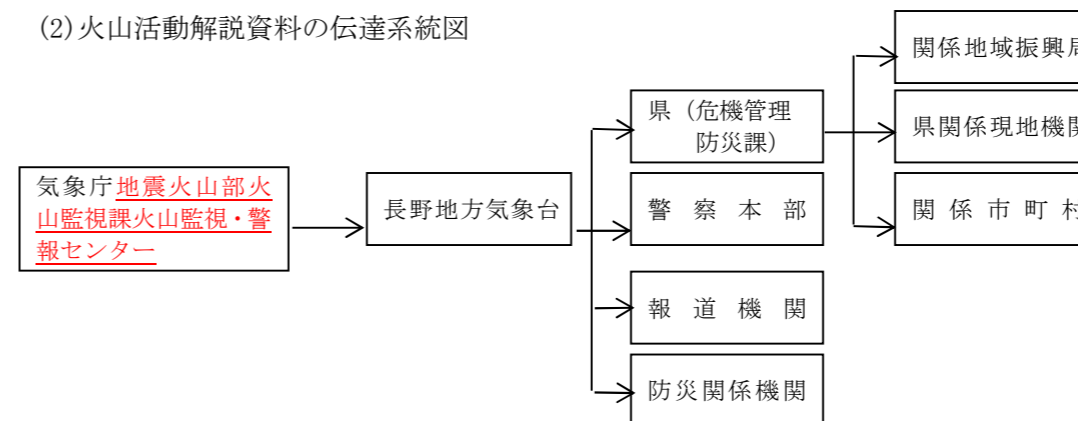 (2)火山活動解説資料の伝達系統図
気象庁地震火山部火
山監視課火山監視・警
報センター
長野地方気象台
県（危機管理
防災課）
警察本部
報道機関
防災関係機関
関係地域振興局
県関係現地機関
関係市町村